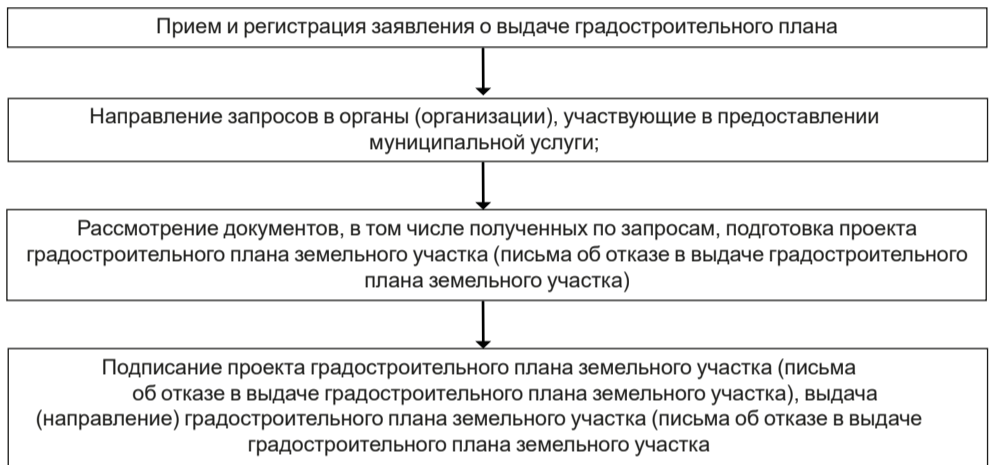 Прием и регистрация заявления о выдаче градостроительного плана
Направление запросов в органы (организации), участвующие в предоставлении
муниципальной услуги;
Рассмотрение документов, в том числе полученных по запросам, подготовка проекта
градостроительного плана земельного участка (письма об отказе в выдаче градостроительного
плана земельного участка)
Подписание проекта градостроительного плана земельного участка (письма
об отказе в выдаче градостроительного плана земельного участка), выдача
(направление) градостроительного плана земельного участка (письма об отказе в выдаче
градостроительного плана земельного участка